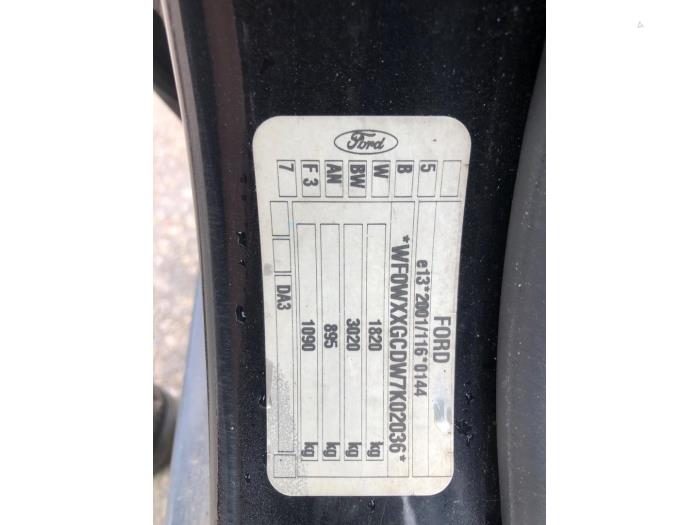 Ford
FORD
e13*2001/116*0144
*WF0WXXGCDW7K02036*
1820 kg
3020 kg
895 kg
1090 kg
DA3
5
B
W
BW
AN
F 3
7